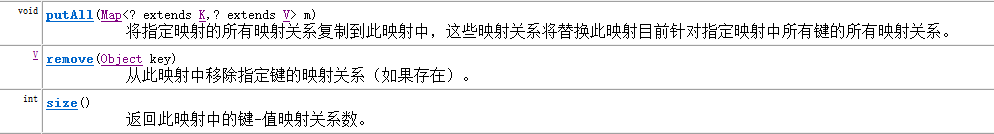 void putAll(Map<? extends K,? extends V> m)
将指定映射的所有映射关系复制到此映射中，这些映射关系将替换此映射目前针对指定映射中所有键的所有映射关系。
V remove(Object key)
从此映射中移除指定键的映射关系（如果存在）。
int size()
返回此映射中的键-值映射关系数。